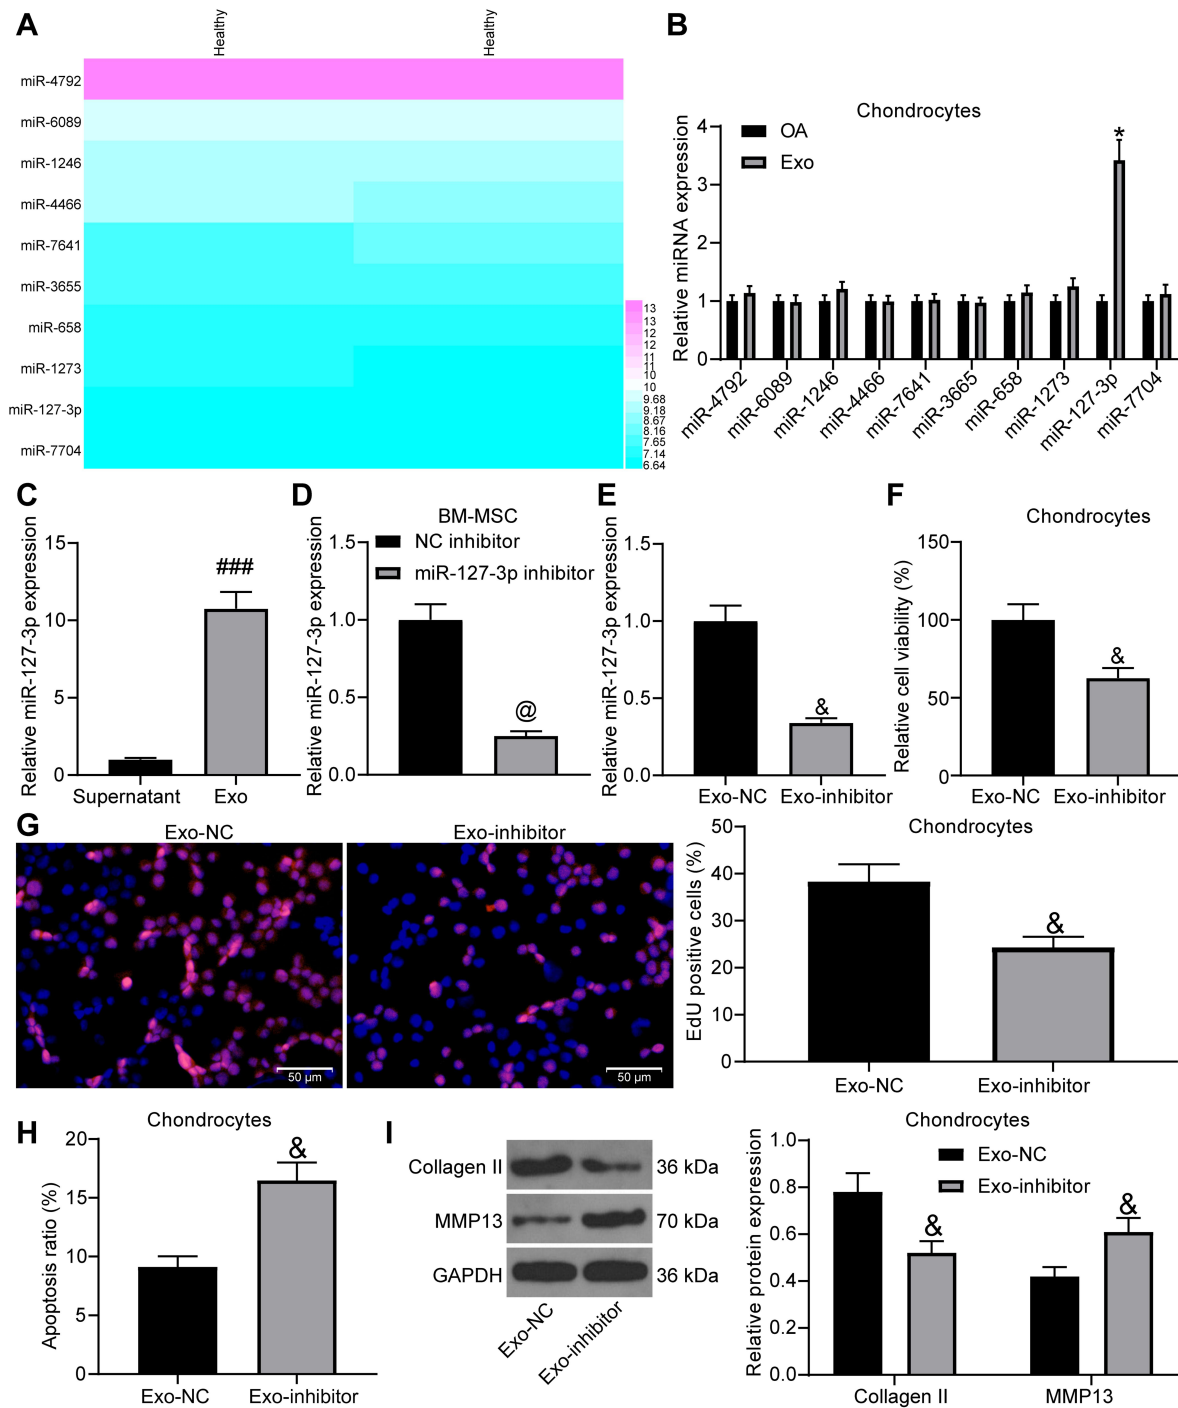 A
Healthy
Healthy
miR-4792
miR-6089
miR-1246
miR-4466
miR-7641
miR-3655
miR-658
miR-1273
miR-127-3p
miR-7704
13
13
12
12
11
11
10
10
9.68
9.18
8.67
8.16
7.65
7.14
6.64
B
Chondrocytes
Relative miRNA expression
OA
Exo
4
3
2
1
0
*
miR-4792
miR-6089
miR-1246
miR-4466
miR-7641
miR-3665
miR-658
miR-1273
miR-127-3p
miR-7704
C
Relative miR-127-3p expression
15
10
5
0
###
Supernatant
Exo
D
BM-MSC
NC inhibitor
miR-127-3p inhibitor
Relative miR-127-3p expression
1.5
1.0
0.5
0.0
@
E
Relative miR-127-3p expression
1.5
1.0
0.5
0.0
&
Exo-NC
Exo-inhibitor
F
Chondrocytes
Relative cell viability (%)
150
100
50
0
&
Exo-NC
Exo-inhibitor
G
Exo-NC
Exo-inhibitor
50 μm
50 μm
Chondrocytes
EdU positive cells (%)
50
40
30
20
10
0
&
Exo-NC
Exo-inhibitor
H
Chondrocytes
Apoptosis ratio (%)
20
15
10
5
0
&
Exo-NC
Exo-inhibitor
I
Collagen II
36 kDa
MMP13
70 kDa
GAPDH
36 kDa
Exo-NC
Exo-inhibitor
Chondrocytes
Exo-NC
Exo-inhibitor
Relative protein expression
1.0
0.8
0.6
0.4
0.2
0.0
&
&
Collagen II
MMP13